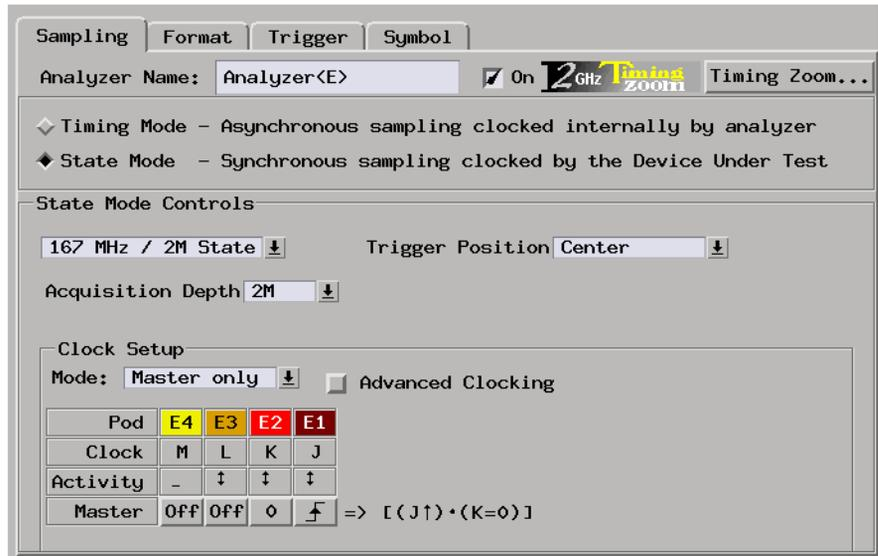 Sampling Format Trigger Symbol
Analyzer Name: Analyzer<E> On 2GHz Timing Zoom Timing Zoom...
Timing Mode - Asynchronous sampling clocked internally by analyzer
State Mode - Synchronous sampling clocked by the Device Under Test
State Mode Controls
167 MHz / 2M State Trigger Position Center
Acquisition Depth 2M
Clock Setup
Mode: Master only Advanced Clocking
Pod E4 E3 E2 E1
Clock M L K J
Activity - ↕ ↕ ↕
Master Off Off 0 => [(J↑)·(K=0)]